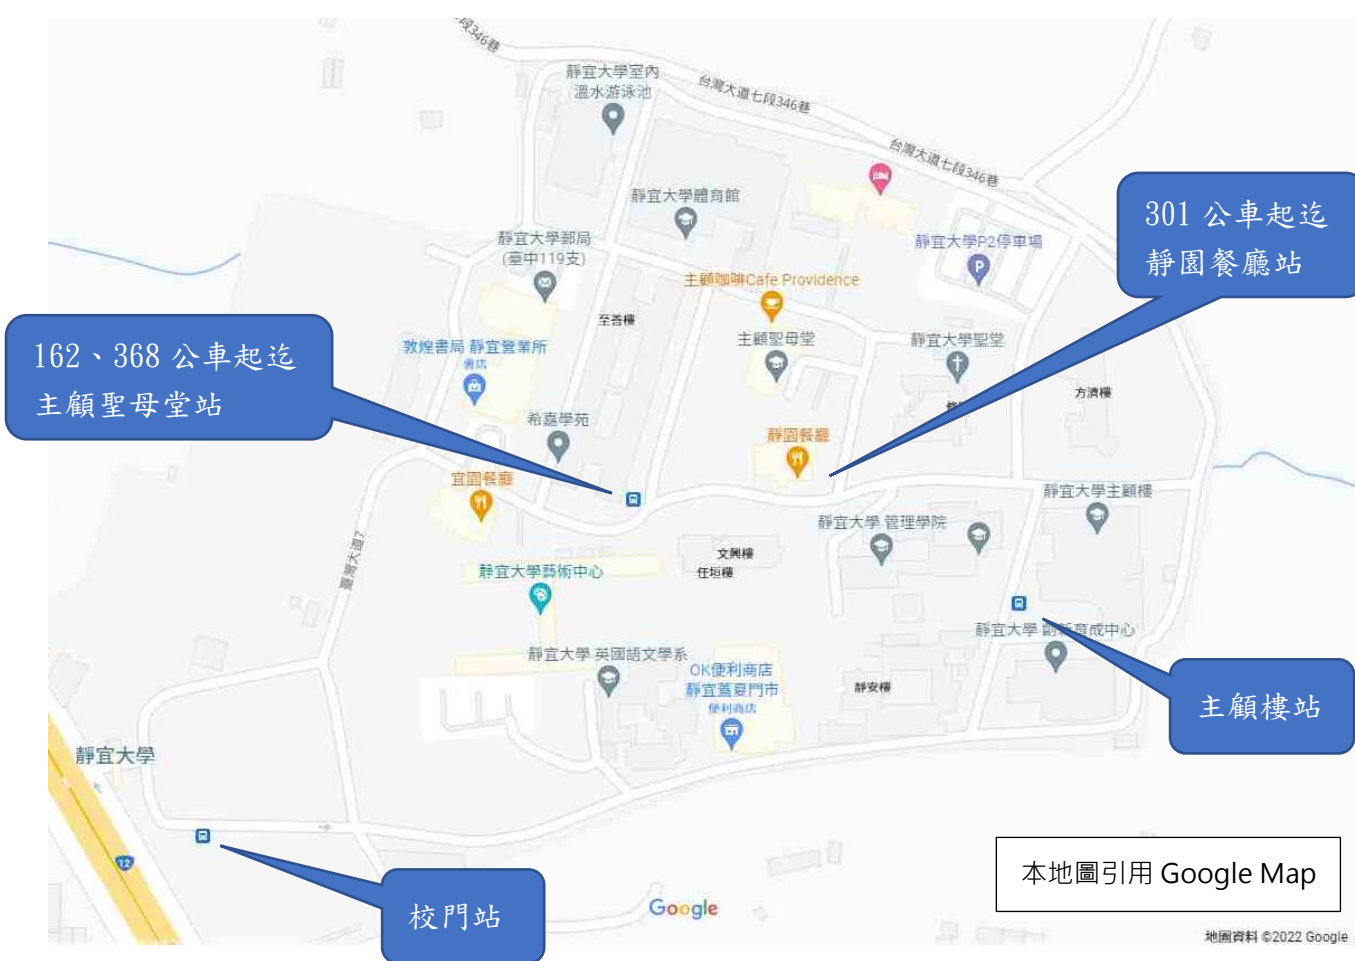 段346巷
靜宜大學室內
溫水游泳池
台灣大道七段346巷
台灣大道七段346巷
靜宜大學體育館
301 公車起迄
靜園餐廳站
靜宜大學郵局
(臺中119支)
靜宜大學P2停車場
P
主顧咖啡Cafe Providence
至善樓
162、368 公車起迄
主顧聖母堂站
敦煌書局 靜宜營業所
書店
主顧聖母堂
靜宜大學聖堂
方濟樓
希嘉學苑
靜園餐廳
宜園餐廳
靜宜大學主顧樓
靜宜大學 管理學院
臺灣大道7
文興樓
任垣樓
靜宜大學藝術中心
靜宜大學 創新育成中心
靜宜大學 英國語文學系
OK便利商店
靜宜蓋夏門市
便利商店
靜安樓
主顧樓站
靜宜大學
12
校門站
本地圖引用 Google Map
Google
地圖資料 ©2022 Google